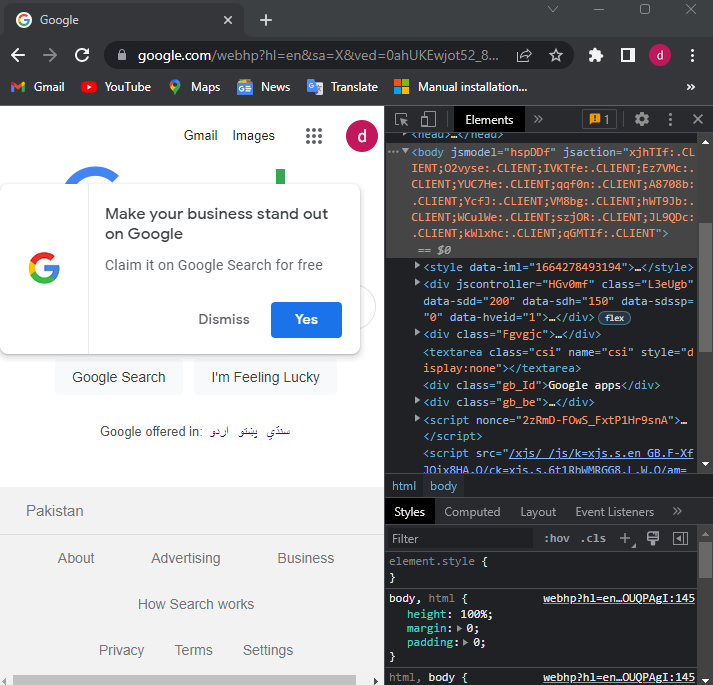 Google
google.com/webhp?hl=en&sa=X&ved=0ahUKEwjot52_8...
d
Gmail
YouTube
Maps
News
Translate
Manual installation...
»
Gmail
Images
d
Make your business stand out
on Google
Claim it on Google Search for free
Dismiss
Yes
Google Search
I'm Feeling Lucky
Google offered in: اردو پښتو سنڌي
Pakistan
About
Advertising
Business
How Search works
Privacy
Terms
Settings
Elements
»
1
<head>…</head>
<body jsmodel="hspDDf" jsaction="xjhTIf:.CL
IENT;O2vyse:.CLIENT;IVKTfe:.CLIENT;Ez7VMc:.
CLIENT;YUC7He:.CLIENT;qqf0n:.CLIENT;A8708b:
.CLIENT;YcfJ:.CLIENT;VM8bg:.CLIENT;hWT9Jb:.
CLIENT;WCulWe:.CLIENT;szjOR:.CLIENT;JL9QDc:
.CLIENT;kWlxhc:.CLIENT;qGMTIf:.CLIENT">
== $0
<style data-iml="1664278493194">…</style>
<div jscontroller="HGv0mf" class="L3eUgb"
data-sdd="200" data-sdh="150" data-sdssp=
"0" data-hveid="1">…</div> flex
<div class="Fgvgjc">…</div>
<textarea class="csi" name="csi" style="d
isplay:none"></textarea>
<div class="gb_Id">Google apps</div>
<div class="gb_be">…</div>
<script nonce="2zRmD-FOwS_FxtP1Hr9snA">…
</script>
<script src="/xjs/_/js/k=xjs.s.en_GB.F-Xf
JOix8HA.O/ck=xjs.s.6t1RbWMRGG8.L.W.O/am=
html body
Styles
Computed
Layout
Event Listeners
»
Filter
:hov
.cls
element.style {
}
body, html {
webhp?hl=en…OUQPAgI:145
height: 100%;
margin: 0;
padding: 0;
}
html, body {
webhp?hl=en…OUQPAgI:145